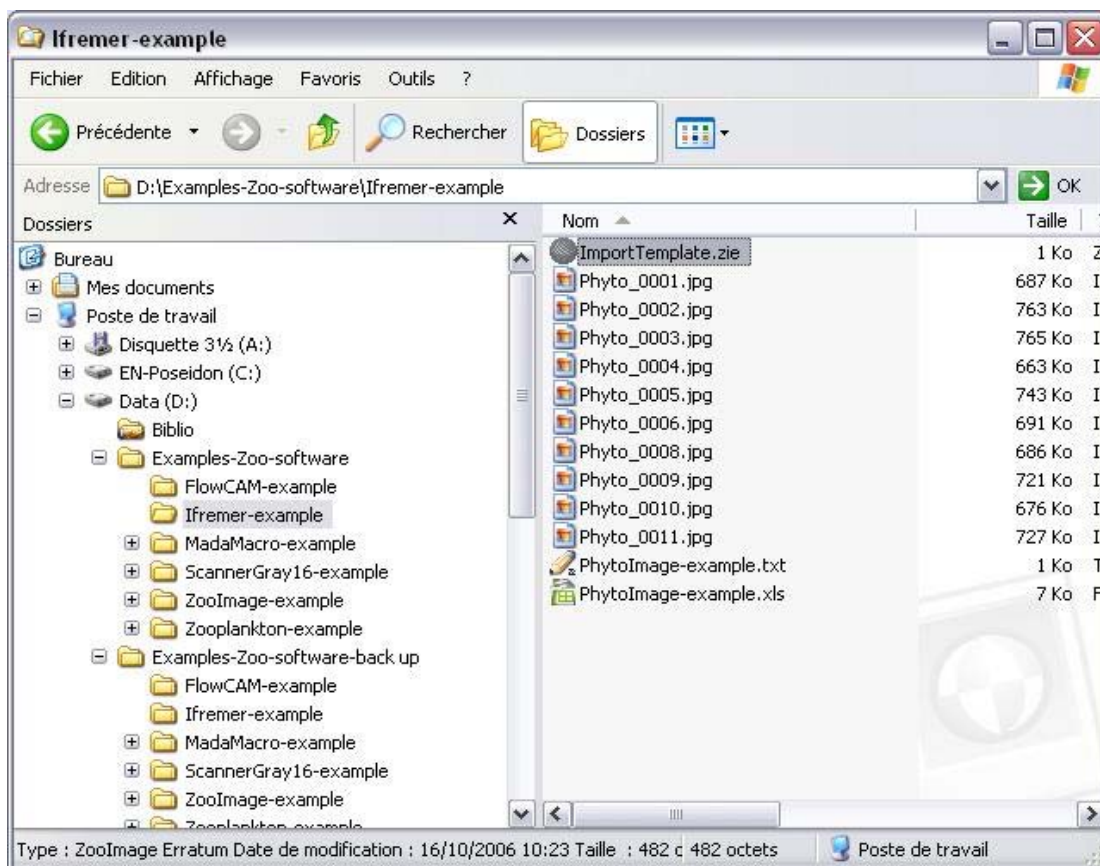 Ifremer-example
Fichier Edition Affichage Favoris Outils ?
Précédente Rechercher Dossiers
Adresse D:\Examples-Zoo-software\Ifremer-example OK
Dossiers
Bureau
Mes documents
Poste de travail
Disquette 3½ (A:)
EN-Poseidon (C:)
Data (D:)
Biblio
Examples-Zoo-software
FlowCAM-example
Ifremer-example
MadaMacro-example
ScannerGray16-example
ZooImage-example
Zooplankton-example
Examples-Zoo-software-back up
FlowCAM-example
Ifremer-example
MadaMacro-example
ScannerGray16-example
ZooImage-example
Zooplankton-example
Nom Taille
ImportTemplate.zie 1 Ko Z
Phyto_0001.jpg 687 Ko I
Phyto_0002.jpg 763 Ko I
Phyto_0003.jpg 765 Ko I
Phyto_0004.jpg 663 Ko I
Phyto_0005.jpg 743 Ko I
Phyto_0006.jpg 691 Ko I
Phyto_0008.jpg 686 Ko I
Phyto_0009.jpg 721 Ko I
Phyto_0010.jpg 676 Ko I
Phyto_0011.jpg 727 Ko I
PhytoImage-example.txt 1 Ko T
PhytoImage-example.xls 7 Ko F
Type : ZooImage Erratum Date de modification : 16/10/2006 10:23 Taille : 482 o 482 octets Poste de travail